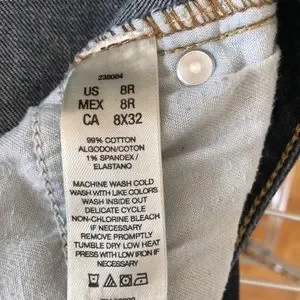 238084
US 8R
MEX 8R
CA 8X32
99% COTTON
ALGODON/COTON
1% SPANDEX/
ELASTANO
MACHINE WASH COLD
WASH WITH LIKE COLORS
WASH INSIDE OUT
DELICATE CYCLE
NON-CHLORINE BLEACH
IF NECESSARY
REMOVE PROMPTLY
TUMBLE DRY LOW HEAT
PRESS WITH LOW IRON IF
NECESSARY